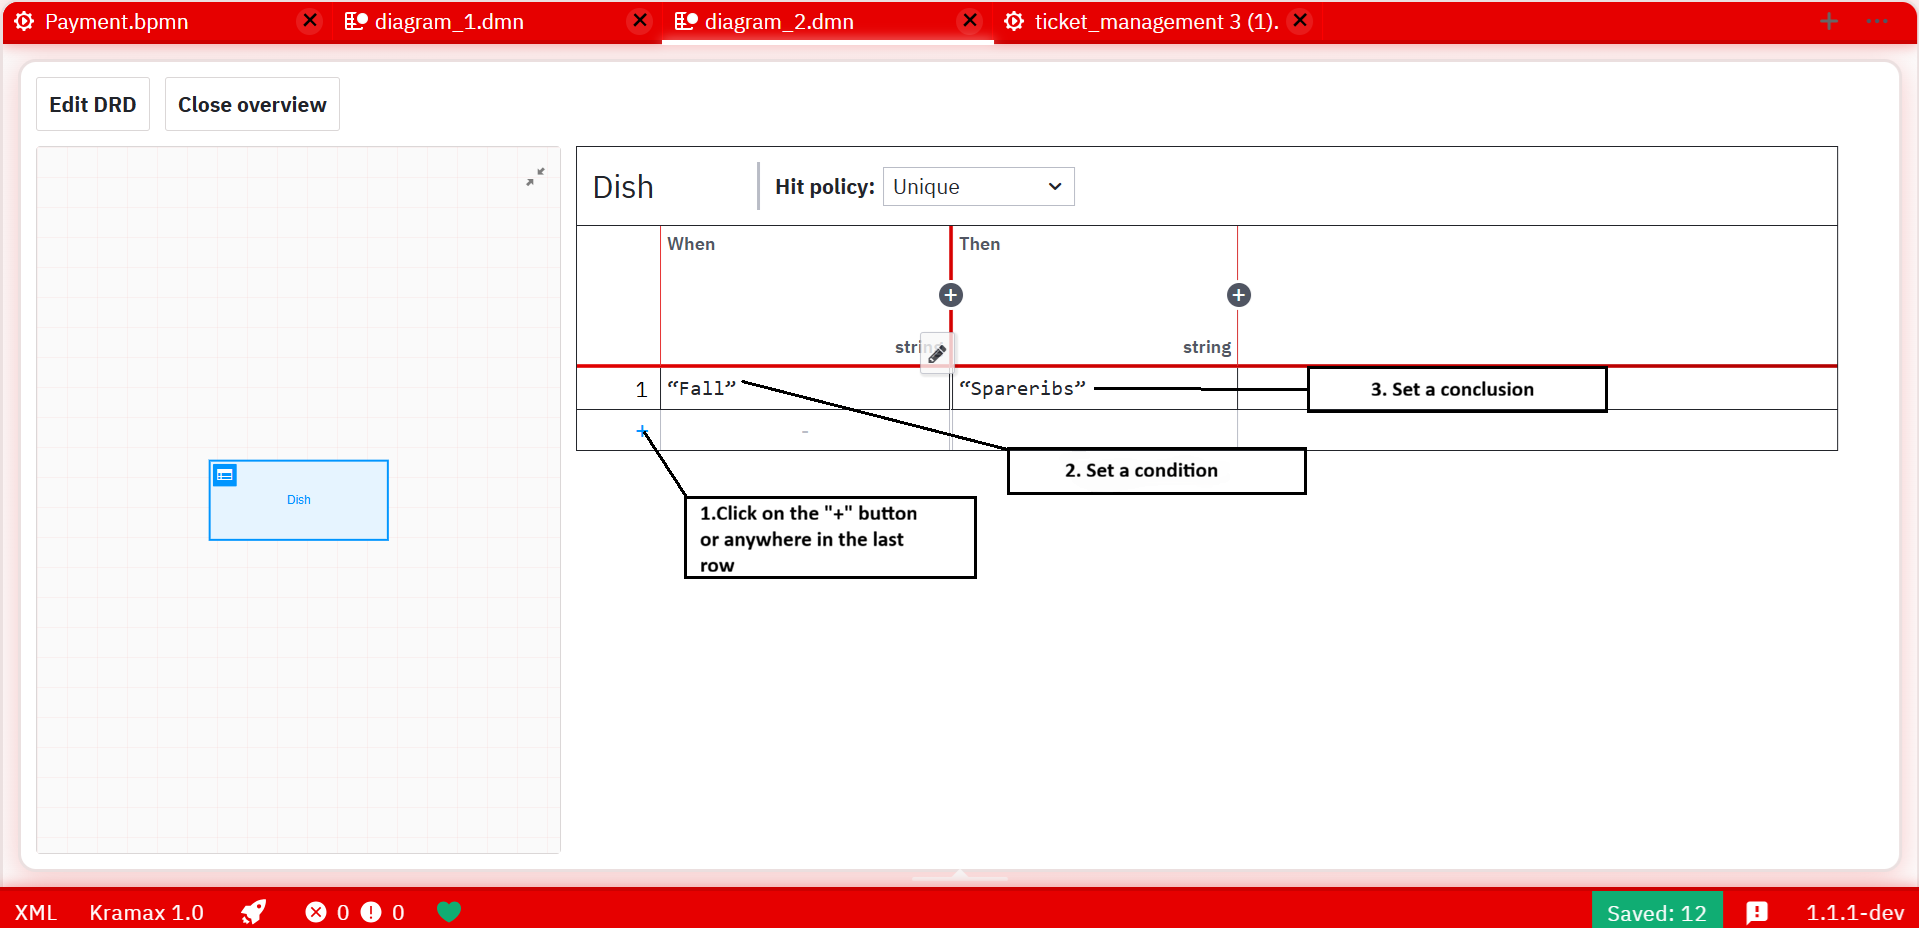 Payment.bpmn
diagram_1.dmn
diagram_2.dmn
ticket_management 3 (1).
Edit DRD
Close overview
Dish
Hit policy:
Unique
When
Then
string
string
1
“Fall”
“Spareribs”
3. Set a conclusion
+
-
2. Set a condition
1.Click on the "+" button
or anywhere in the last
row
Dish
XML
Kramax 1.0
0
0
Saved: 12
1.1.1-dev